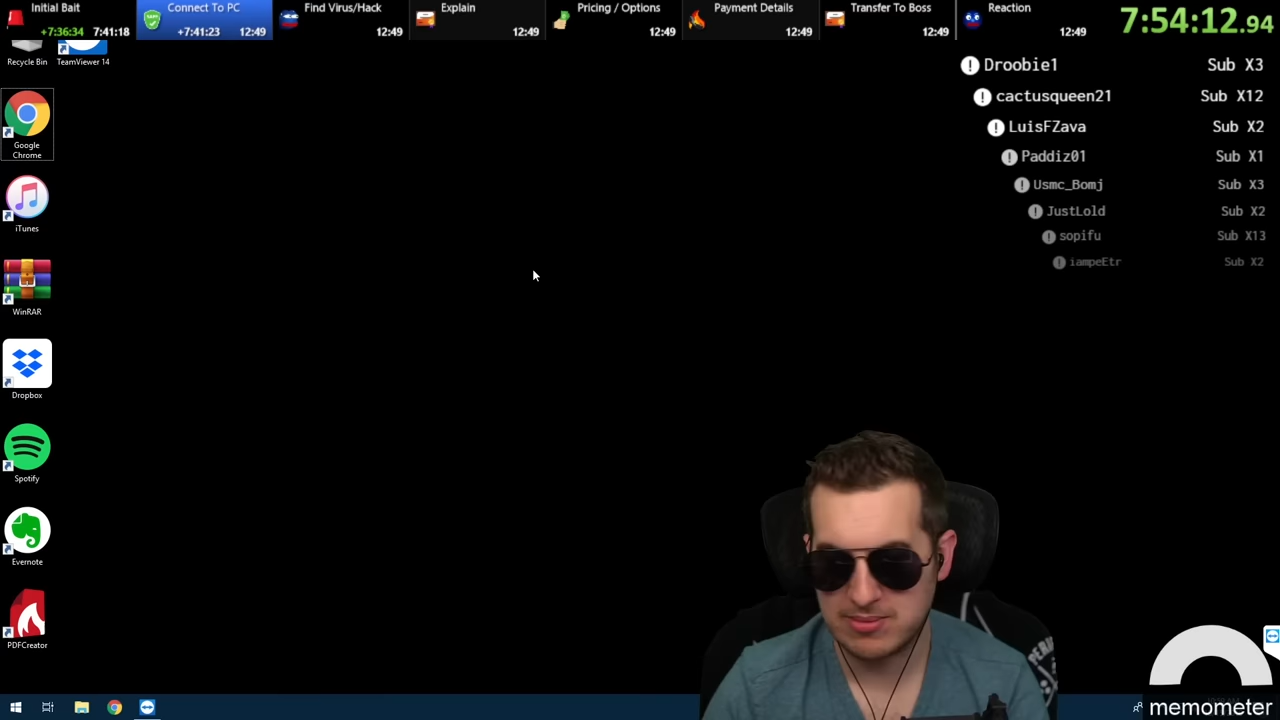 Initial Bait
+7:36:34 7:41:18
Connect To PC
+7:41:23 12:49
Find Virus/Hack
12:49
Explain
12:49
Pricing / Options
12:49
Payment Details
12:49
Transfer To Boss
12:49
Reaction
12:49
7:54:12.94
Droobie1 Sub X3
cactusqueen21 Sub X12
LuisFZava Sub X2
Paddiz01 Sub X1
Usmc_Bomj Sub X3
JustLold Sub X2
sopifu Sub X13
iampeEtr Sub X2
Recycle Bin
TeamViewer 14
Google
Chrome
iTunes
WinRAR
Dropbox
Spotify
Evernote
PDFCreator
memometer